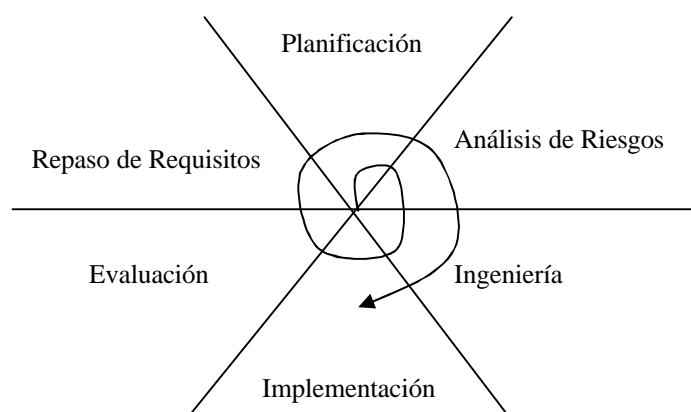 Planificación
Análisis de Riesgos
Repaso de Requisitos
Evaluación
Ingeniería
Implementación